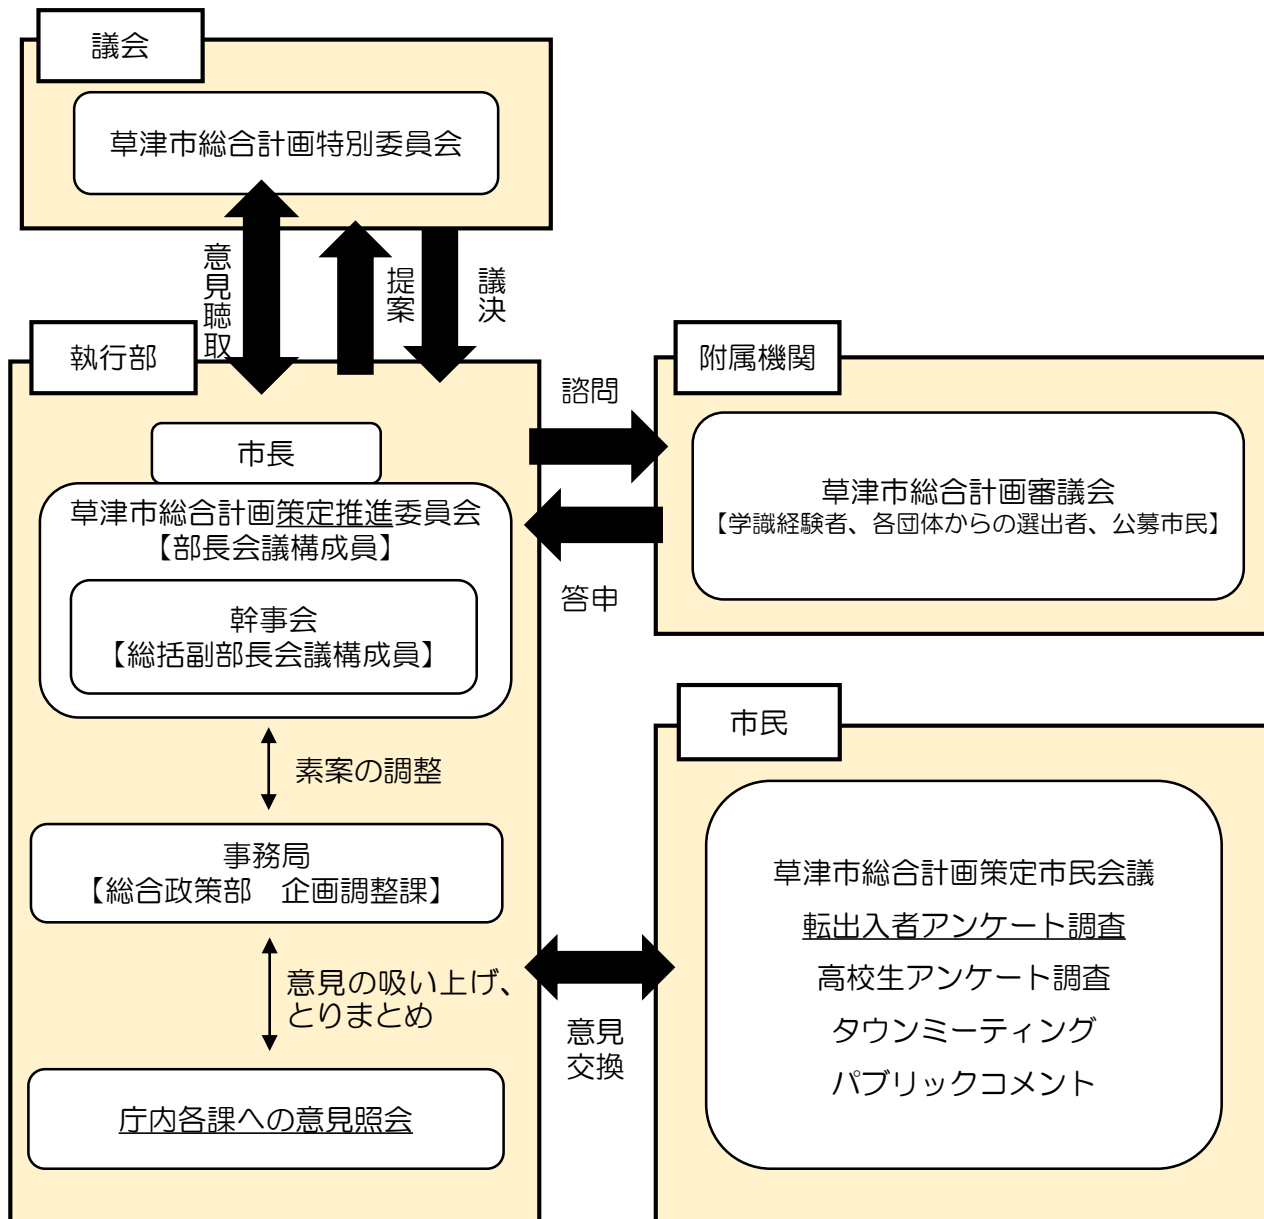 議会
草津市総合計画特別委員会
意見聴取
提案
議決
執行部
市長
草津市総合計画策定推進委員会
【部長会議構成員】
幹事会
【総括副部長会議構成員】
素案の調整
事務局
【総合政策部　企画調整課】
意見の吸い上げ、
とりまとめ
庁内各課への意見照会
諮問
答申
附属機関
草津市総合計画審議会
【学識経験者、各団体からの選出者、公募市民】
意見
交換
市民
草津市総合計画策定市民会議
転出入者アンケート調査
高校生アンケート調査
タウンミーティング
パブリックコメント